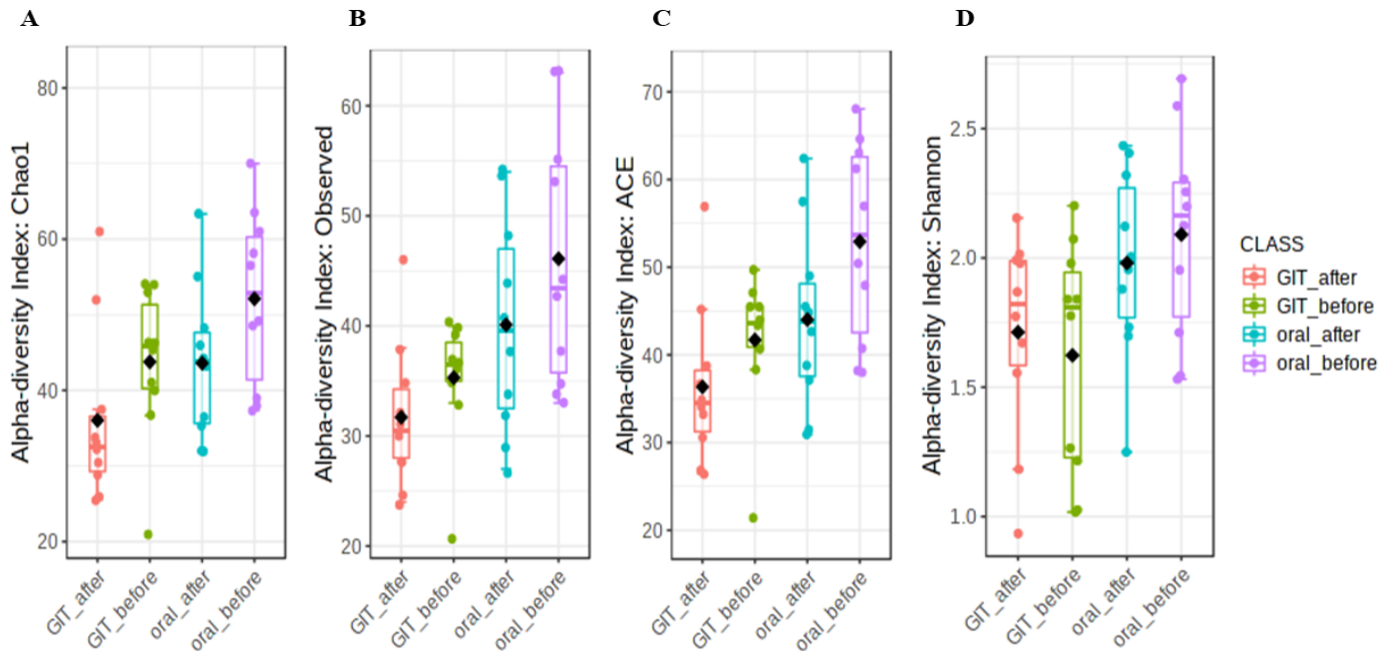 A
B
C
D
Alpha-diversity Index: Chao1
80
60
40
20
GIT_after
GIT_before
oral_after
oral_before
Alpha-diversity Index: Observed
60
50
40
30
20
GIT_after
GIT_before
oral_after
oral_before
Alpha-diversity Index: ACE
70
60
50
40
30
20
GIT_after
GIT_before
oral_after
oral_before
Alpha-diversity Index: Shannon
2.5
2.0
1.5
1.0
GIT_after
GIT_before
oral_after
oral_before
CLASS
GIT_after
GIT_before
oral_after
oral_before